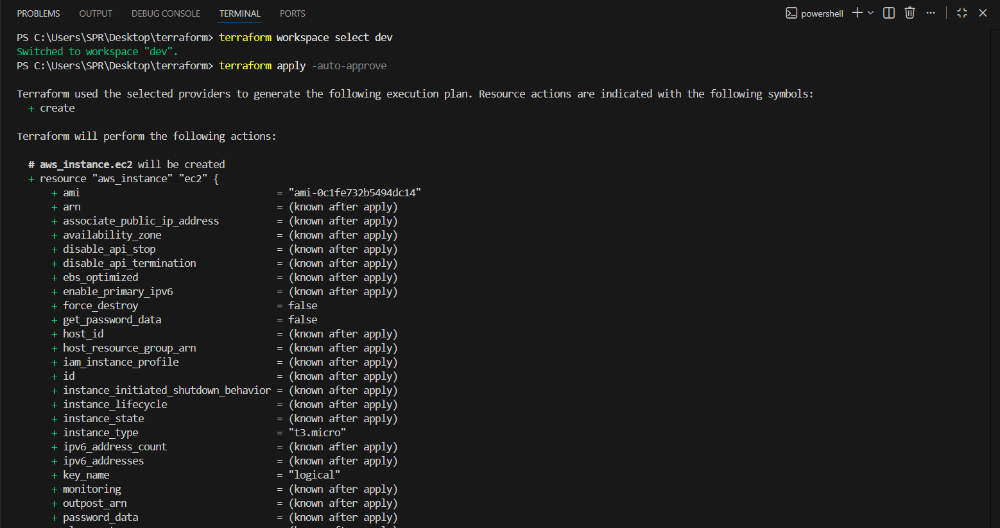 PROBLEMS OUTPUT DEBUG CONSOLE TERMINAL PORTS powershell
PS C:\Users\SPR\Desktop\terraform> terraform workspace select dev
Switched to workspace "dev".
PS C:\Users\SPR\Desktop\terraform> terraform apply -auto-approve
Terraform used the selected providers to generate the following execution plan. Resource actions are indicated with the following symbols:
+ create
Terraform will perform the following actions:
# aws_instance.ec2 will be created
+ resource "aws_instance" "ec2" {
+ ami = "ami-0c1fe732b5494dc14"
+ arn = (known after apply)
+ associate_public_ip_address = (known after apply)
+ availability_zone = (known after apply)
+ disable_api_stop = (known after apply)
+ disable_api_termination = (known after apply)
+ ebs_optimized = (known after apply)
+ enable_primary_ipv6 = (known after apply)
+ force_destroy = false
+ get_password_data = false
+ host_id = (known after apply)
+ host_resource_group_arn = (known after apply)
+ iam_instance_profile = (known after apply)
+ id = (known after apply)
+ instance_initiated_shutdown_behavior = (known after apply)
+ instance_lifecycle = (known after apply)
+ instance_state = (known after apply)
+ instance_type = "t3.micro"
+ ipv6_address_count = (known after apply)
+ ipv6_addresses = (known after apply)
+ key_name = "logical"
+ monitoring = (known after apply)
+ outpost_arn = (known after apply)
+ password_data = (known after apply)